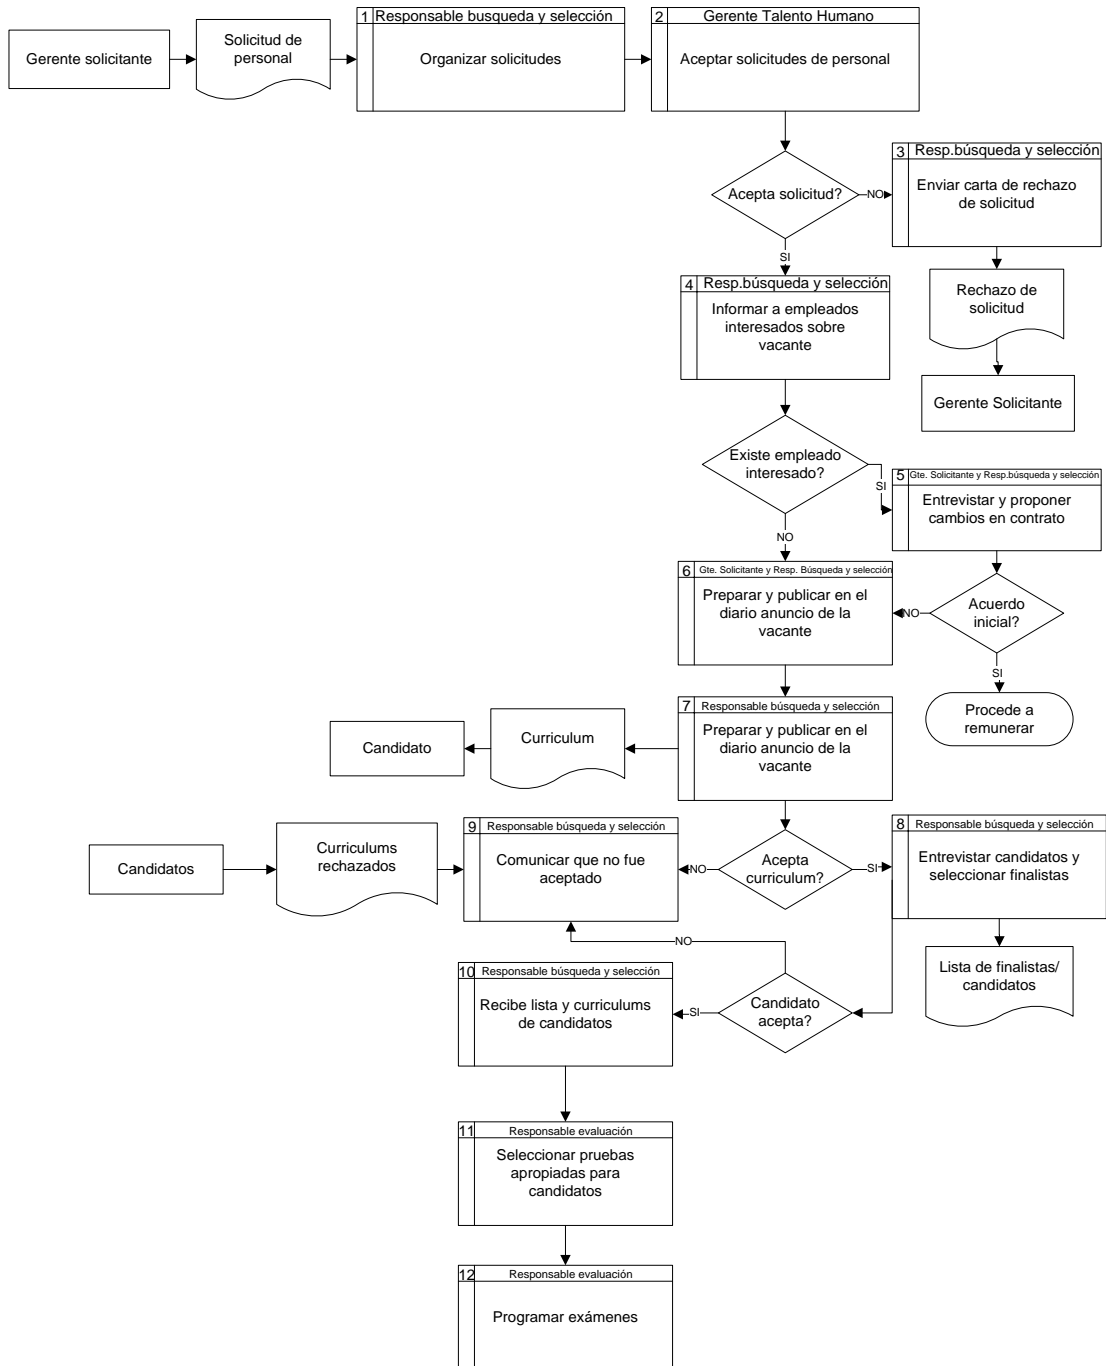 1 Responsable busqueda y selección
2 Gerente Talento Humano
Gerente solicitante
Solicitud de
personal
Organizar solicitudes
Aceptar solicitudes de personal
Acepta solicitud?
NO
3 Resp.búsqueda y selección
Enviar carta de rechazo
de solicitud
SI
4 Resp.búsqueda y selección
Informar a empleados
interesados sobre
vacante
Rechazo de
solicitud
Gerente Solicitante
Existe empleado
interesado?
SI
5 Gte. Solicitante y Resp.búsqueda y selección
Entrevistar y proponer
cambios en contrato
NO
6 Gte. Solicitante y Resp. Búsqueda y selección
Preparar y publicar en el
diario anuncio de la
vacante
NO
Acuerdo
inicial?
SI
Procede a
remunerar
7 Responsable búsqueda y selección
Preparar y publicar en el
diario anuncio de la
vacante
Curriculum
Candidato
8 Responsable búsqueda y selección
Entrevistar candidatos y
seleccionar finalistas
9 Responsable búsqueda y selección
Comunicar que no fue
aceptado
Candidatos
Curriculums
rechazados
NO
Acepta
curriculum?
SI
NO
Lista de finalistas/
candidatos
10 Responsable búsqueda y selección
Recibe lista y curriculums
de candidatos
SI
Candidato
acepta?
11 Responsable evaluación
Seleccionar pruebas
apropiadas para
candidatos
12 Responsable evaluación
Programar exámenes